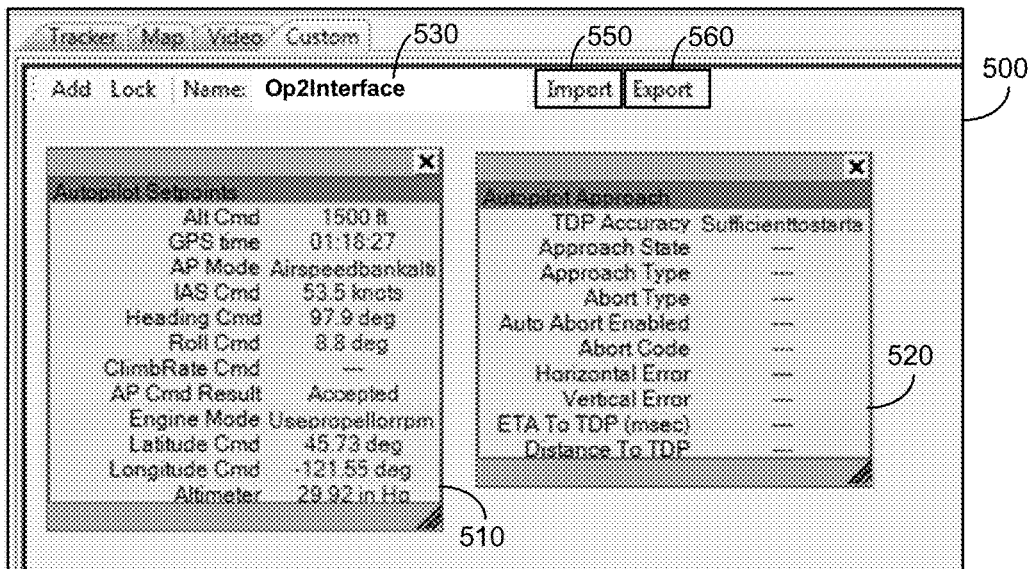 Tracker Map Video Custom
530
550
560
500
Add Lock Name: Op2Interface Import Export
Autopilot Setpoints
Alt Cmd 1500 ft
GPS time 01:18:27
AP Mode Airspeedbankalti
IAS Cmd 53.5 knots
Heading Cmd 97.9 deg
Roll Cmd 8.8 deg
ClimbRate Cmd ---
AP Cmd Result Accepted
Engine Mode Usepropellorrpm
Latitude Cmd 45.73 deg
Longitude Cmd -121.55 deg
Altimeter 29.92 in Hg
510
Autopilot Approach
TDP Accuracy Sufficienttostarta
Approach State ---
Approach Type ---
Abort Type ---
Auto Abort Enabled ---
Abort Code ---
Horizontal Error ---
Vertical Error ---
ETA To TDP (msec) ---
Distance To TDP ---
520